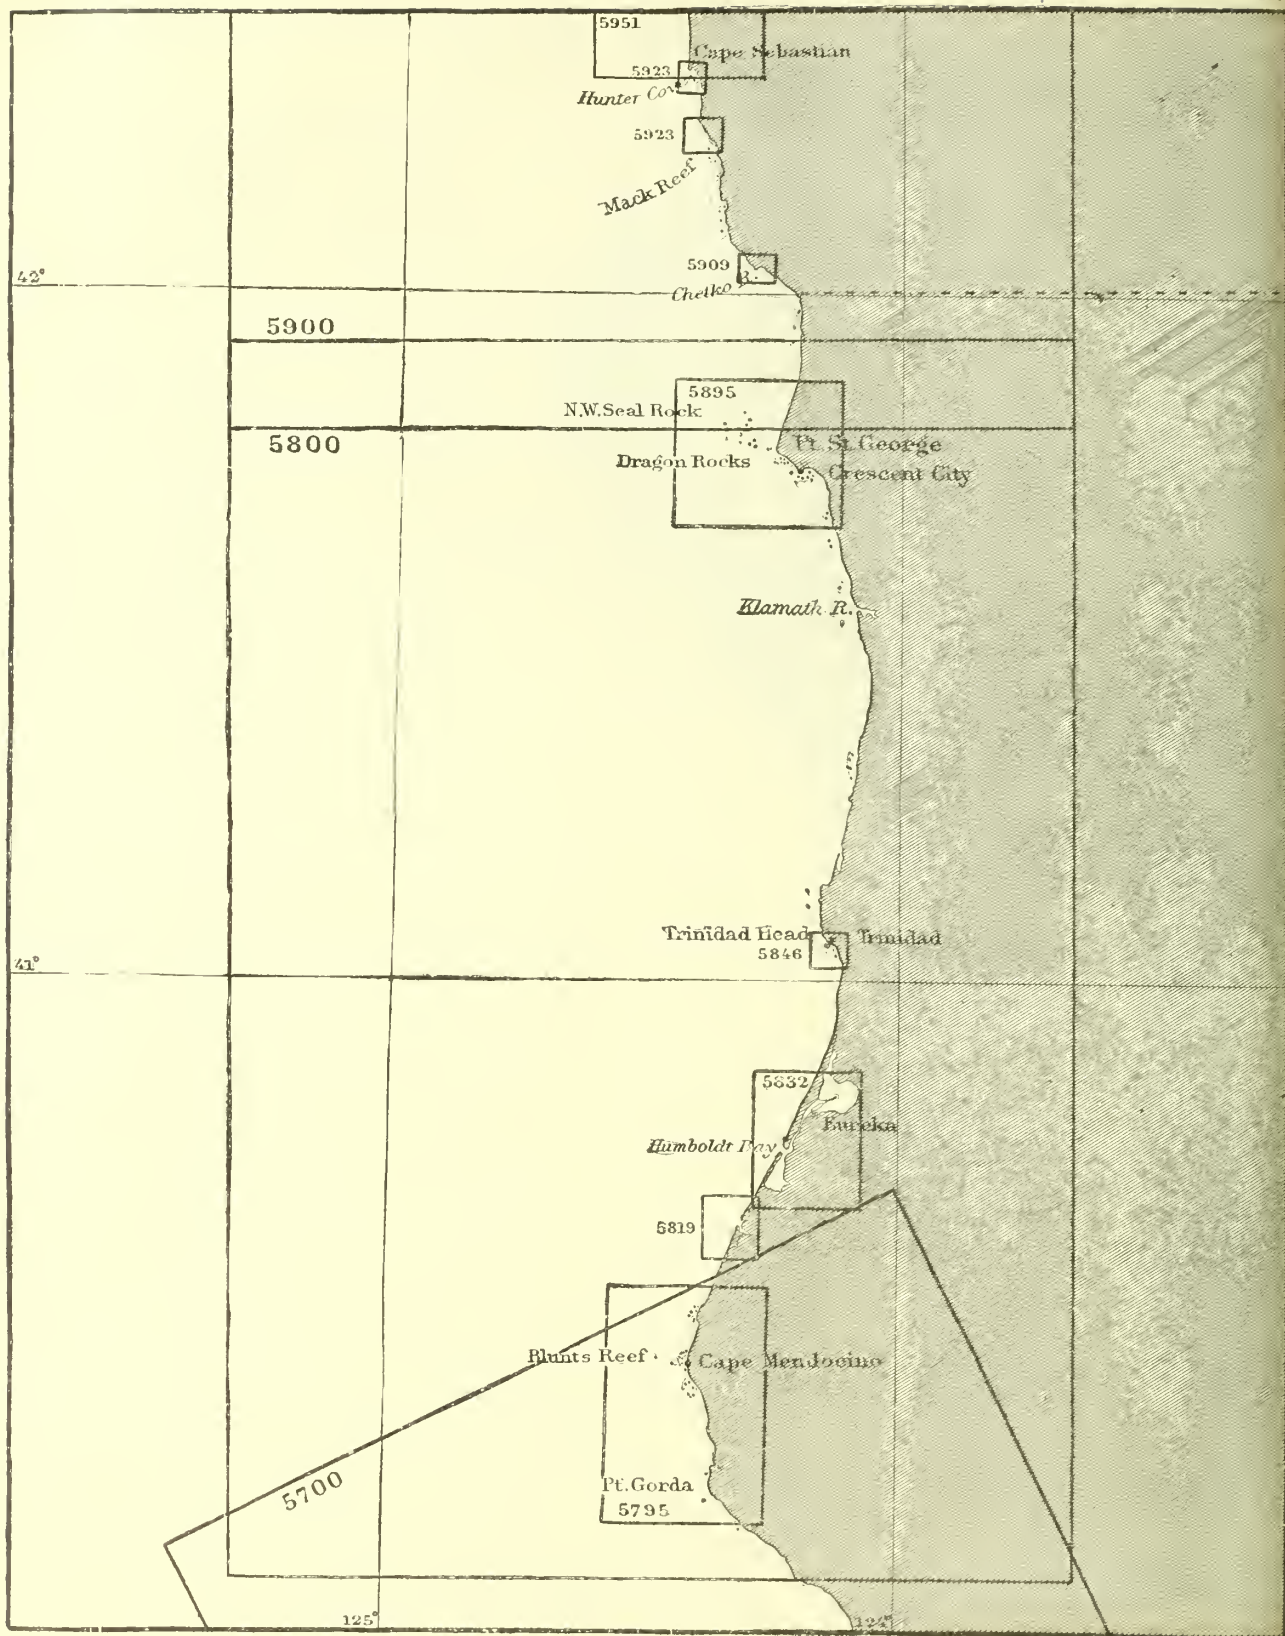 5951
Cape Sebastian
5923
Hunter Cov
5923
Mack Reef
5909
Chetko R.
42°
5900
5895
N.W. Seal Rock
5800
Pt. St. George
Dragon Rocks
Crescent City
Klamath R.
Trinidad Head
Trinidad
5846
41°
5832
Eureka
Humboldt Bay
5819
Blunts Reef
Cape Mendocino
5700
Pt. Gorda
5795
125°
124°